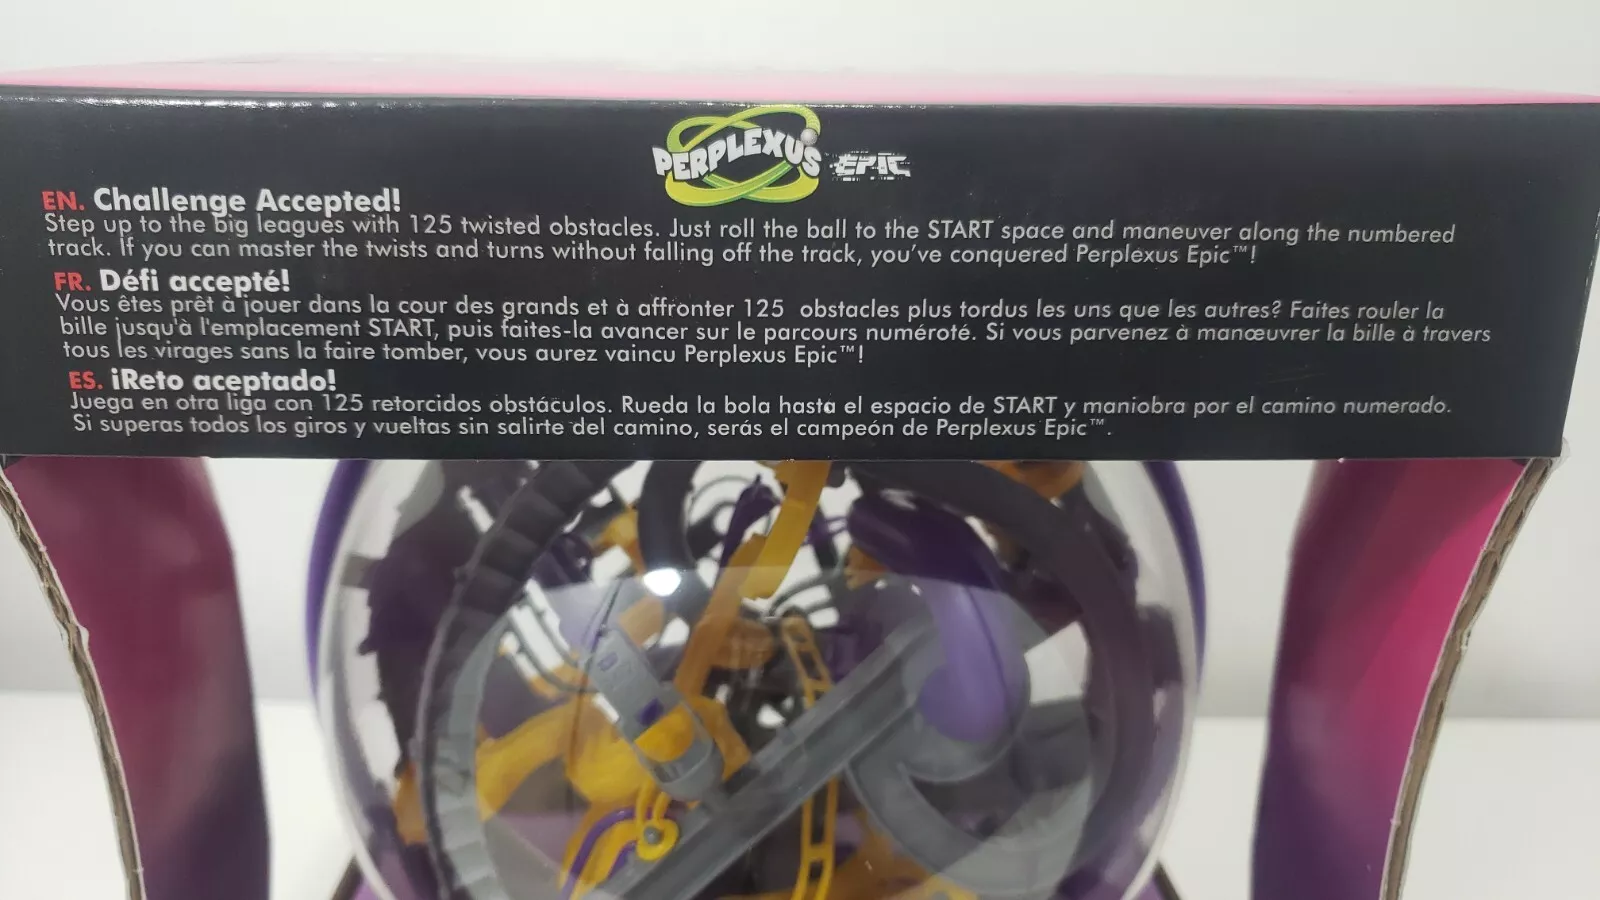 PERPLEXUS EPIC
EN. Challenge Accepted!
Step up to the big leagues with 125 twisted obstacles. Just roll the ball to the START space and maneuver along the numbered
track. If you can master the twists and turns without falling off the track, you've conquered Perplexus Epic™!
FR. Défi accepté!
Vous êtes prêt à jouer dans la cour des grands et à affronter 125 obstacles plus tordus les uns que les autres? Faites rouler la
bille jusqu'à l'emplacement START, puis faites-la avancer sur le parcours numéroté. Si vous parvenez à manœuvrer la bille à travers
tous les virages sans la faire tomber, vous aurez vaincu Perplexus Epic™!
ES. ¡Reto aceptado!
Juega en otra liga con 125 retorcidos obstáculos. Rueda la bola hasta el espacio de START y maniobra por el camino numerado.
Si superas todos los giros y vueltas sin salirte del camino, serás el campeón de Perplexus Epic™.